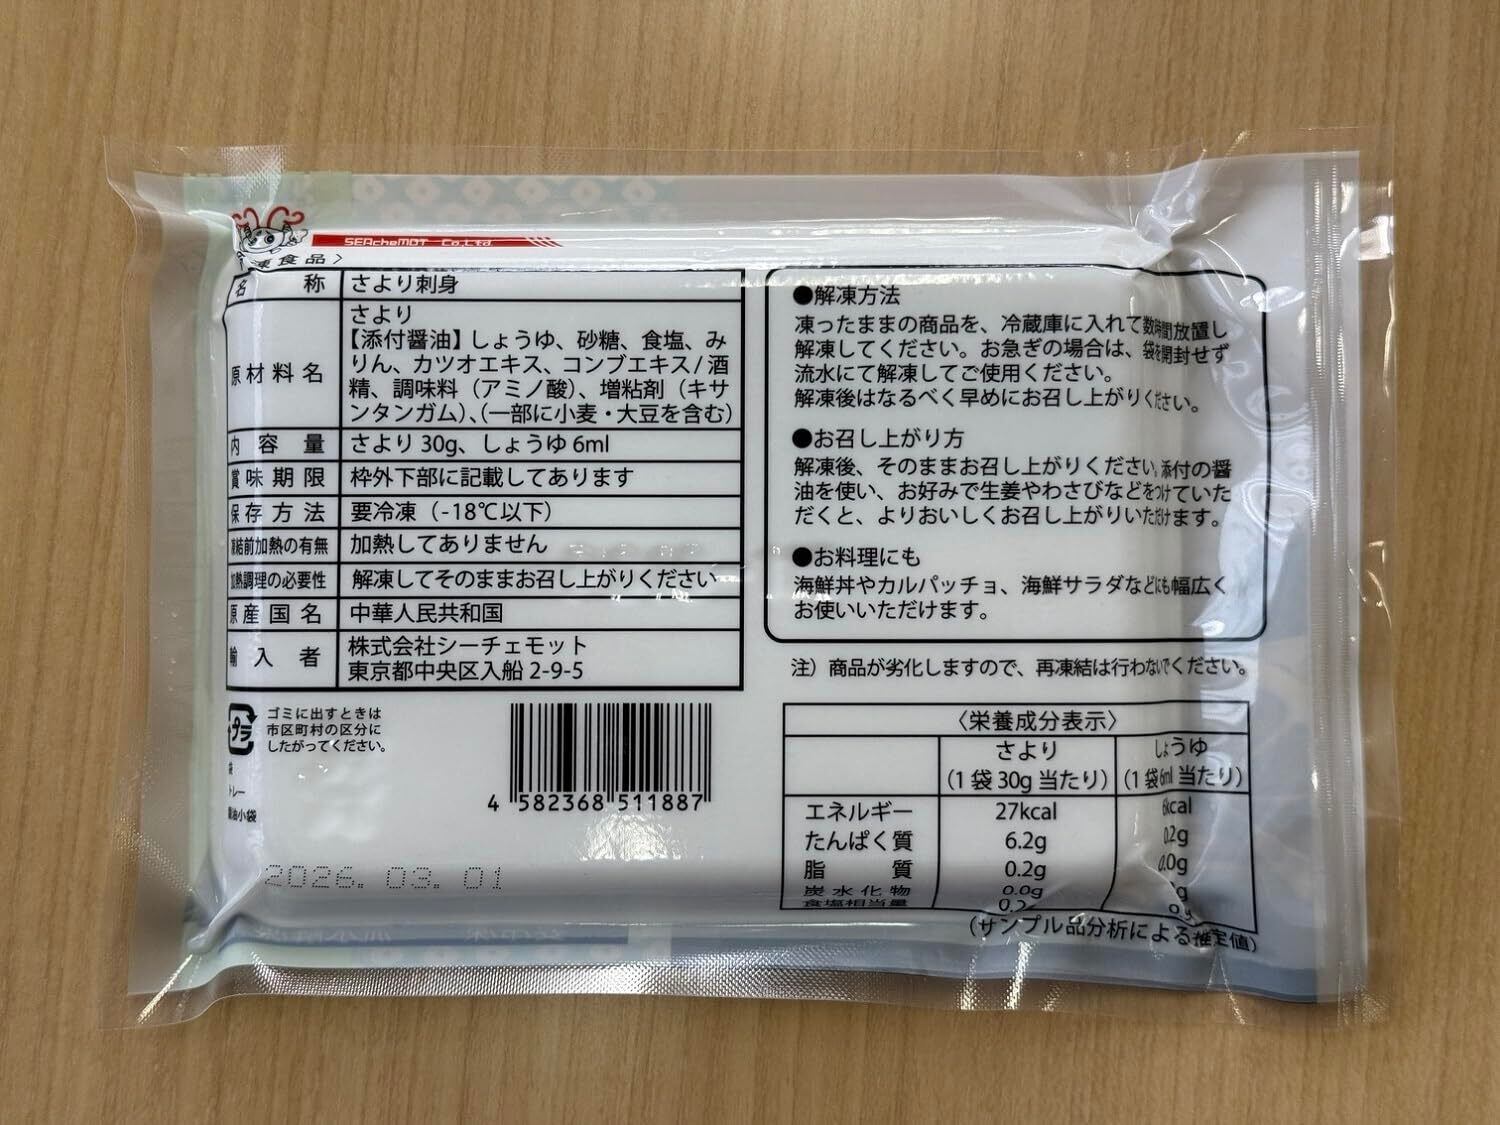 SEAcheMOT Co.Ltd
凍食品〉
名 称 さより刺身
原材料名 さより
【添付醤油】しょうゆ、砂糖、食塩、み
りん、カツオエキス、コンブエキス/酒
精、調味料（アミノ酸）、増粘剤（キサ
ンタンガム）、（一部に小麦・大豆を含む）
内容量 さより 30g、しょうゆ 6ml
賞味期限 枠外下部に記載してあります
保存方法 要冷凍（-18℃以下）
凍結前加熱の有無 加熱してありません
加熱調理の必要性 解凍してそのままお召し上がりください
原産国名 中華人民共和国
輸入者 株式会社シーチェモット
東京都中央区入船 2-9-5
プラ
ゴミに出すときは
市区町村の区分に
したがってください。
袋
トレー
醤油小袋
4 582368 511887
2026. 03. 01
●解凍方法
凍ったままの商品を、冷蔵庫に入れて数時間放置し
解凍してください。お急ぎの場合は、袋を開封せず
流水にて解凍してご使用ください。
解凍後はなるべく早めにお召し上がりください。
●お召し上がり方
解凍後、そのままお召し上がりください。添付の醤
油を使い、お好みで生姜やわさびなどをつけていた
だくと、よりおいしくお召し上がりいただけます。
●お料理にも
海鮮丼やカルパッチョ、海鮮サラダなどにも幅広く
お使いいただけます。
注）商品が劣化しますので、再凍結は行わないでください。
〈栄養成分表示〉
さより しょうゆ
（1 袋 30g 当たり） （1 袋 6ml 当たり）
エネルギー 27kcal 6kcal
たんぱく質 6.2g 0.2g
脂質 0.2g 0.0g
炭水化物 0.0g
食塩相当量
（サンプル品分析による推定値）